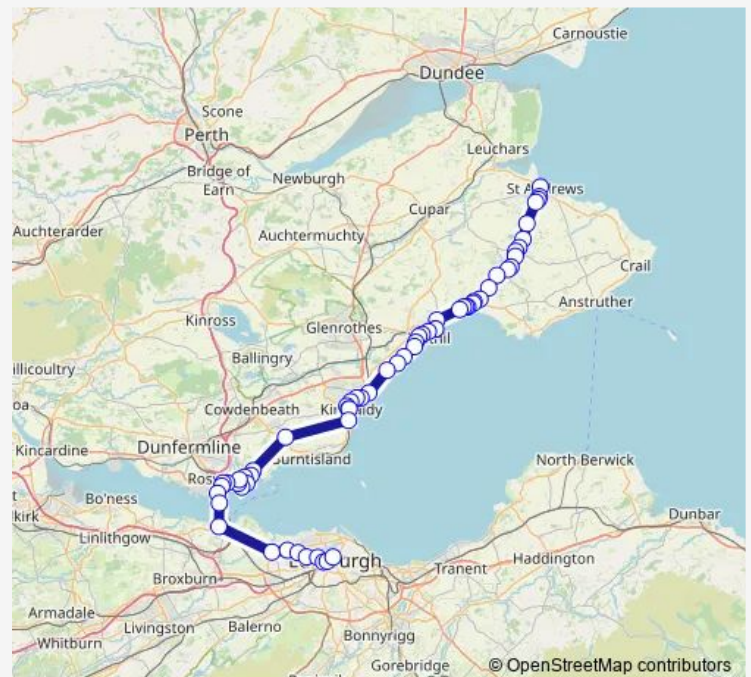 Carnoustie
Dundee
Scone
Perth
Leuchars
Bridge of
Earn
Newburgh
St Andrews
Cupar
Auchterarder
Auchtermuchty
Crail
Anstruther
Kinross
Glenrothes
Ballingry
illicoultry
oa
Cowdenbeath
Dunfermline
Kincardine
Burntisland
North Berwick
Bo'ness
t
kirk
Linlithgow
Dunbar
Haddington
Tranent
Broxburn
Armadale
Livingston
Balerno
Whitburn
Bonnyrigg
Gorebridge
© OpenStreetMap contributors